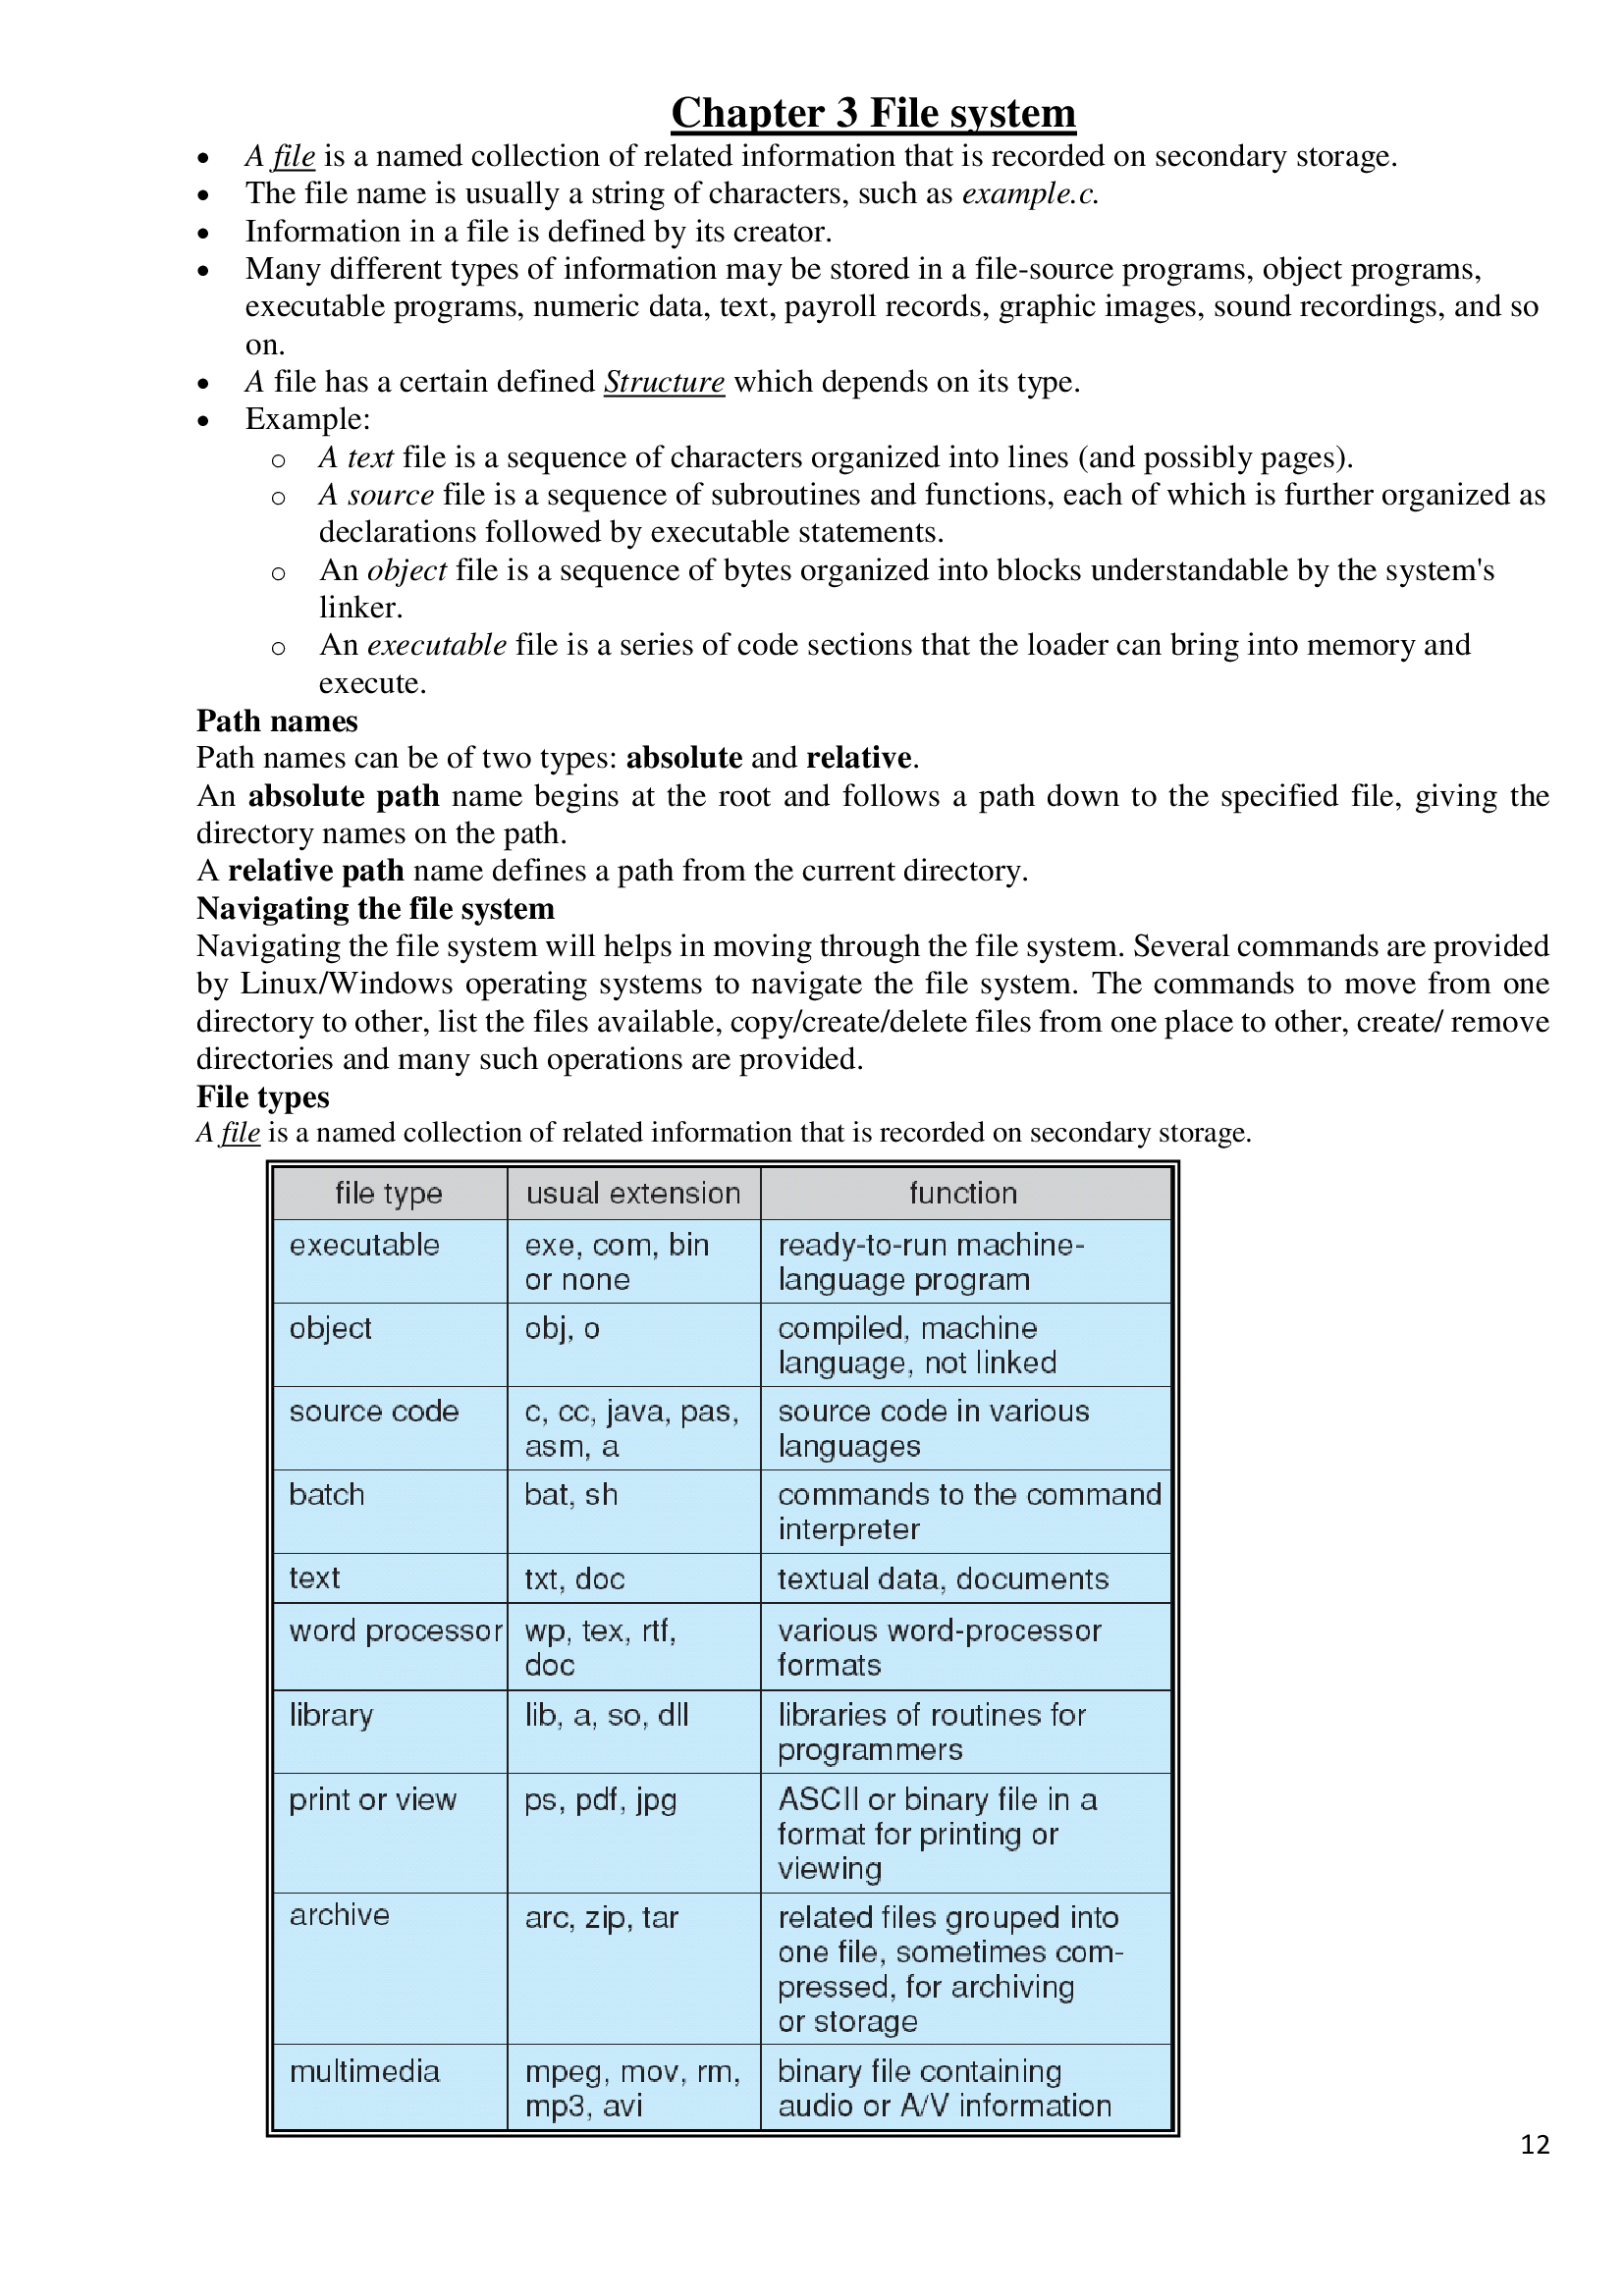 Chapter 3 File system
• A file is a named collection of related information that is recorded on secondary storage.
• The file name is usually a string of characters, such as example.c.
• Information in a file is defined by its creator.
• Many different types of information may be stored in a file-source programs, object programs,
executable programs, numeric data, text, payroll records, graphic images, sound recordings, and so
on.
• A file has a certain defined Structure which depends on its type.
• Example:
o A text file is a sequence of characters organized into lines (and possibly pages).
o A source file is a sequence of subroutines and functions, each of which is further organized as
declarations followed by executable statements.
o An object file is a sequence of bytes organized into blocks understandable by the system's
linker.
o An executable file is a series of code sections that the loader can bring into memory and
execute.
Path names
Path names can be of two types: absolute and relative.
An absolute path name begins at the root and follows a path down to the specified file, giving the
directory names on the path.
A relative path name defines a path from the current directory.
Navigating the file system
Navigating the file system will helps in moving through the file system. Several commands are provided
by Linux/Windows operating systems to navigate the file system. The commands to move from one
directory to other, list the files available, copy/create/delete files from one place to other, create/ remove
directories and many such operations are provided.
File types
A file is a named collection of related information that is recorded on secondary storage.
file type usual extension function
executable exe, com, bin ready-to-run machine-
or none language program
object obj, o compiled, machine
language, not linked
source code c, cc, java, pas, source code in various
asm, a languages
batch bat, sh commands to the command
interpreter
text txt, doc textual data, documents
word processor wp, tex, rtf, various word-processor
doc formats
library lib, a, so, dll libraries of routines for
programmers
print or view ps, pdf, jpg ASCII or binary file in a
format for printing or
viewing
archive arc, zip, tar related files grouped into
one file, sometimes com-
pressed, for archiving
or storage
multimedia mpeg, mov, rm, binary file containing
mp3, avi audio or A/V information
12